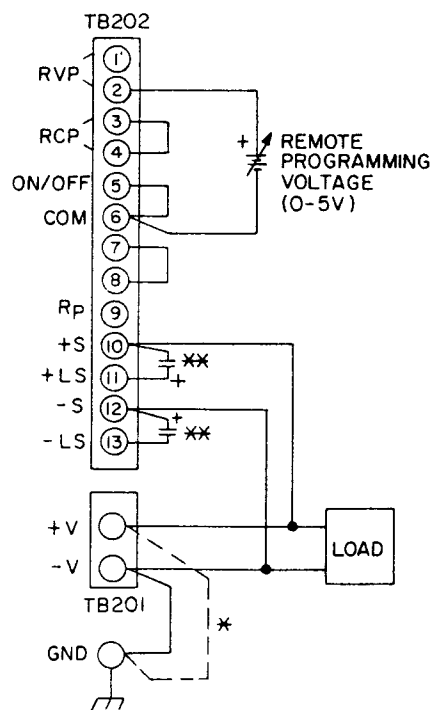 TB202
RVP
1
2
RCP
3
4
ON/OFF
5
COM
6
7
8
RP
9
+S
10
+LS
11
-S
12
-LS
13
+
REMOTE
PROGRAMMING
VOLTAGE
(0-5V)
**
+
+
**
+V
-V
TB201
LOAD
*
GND